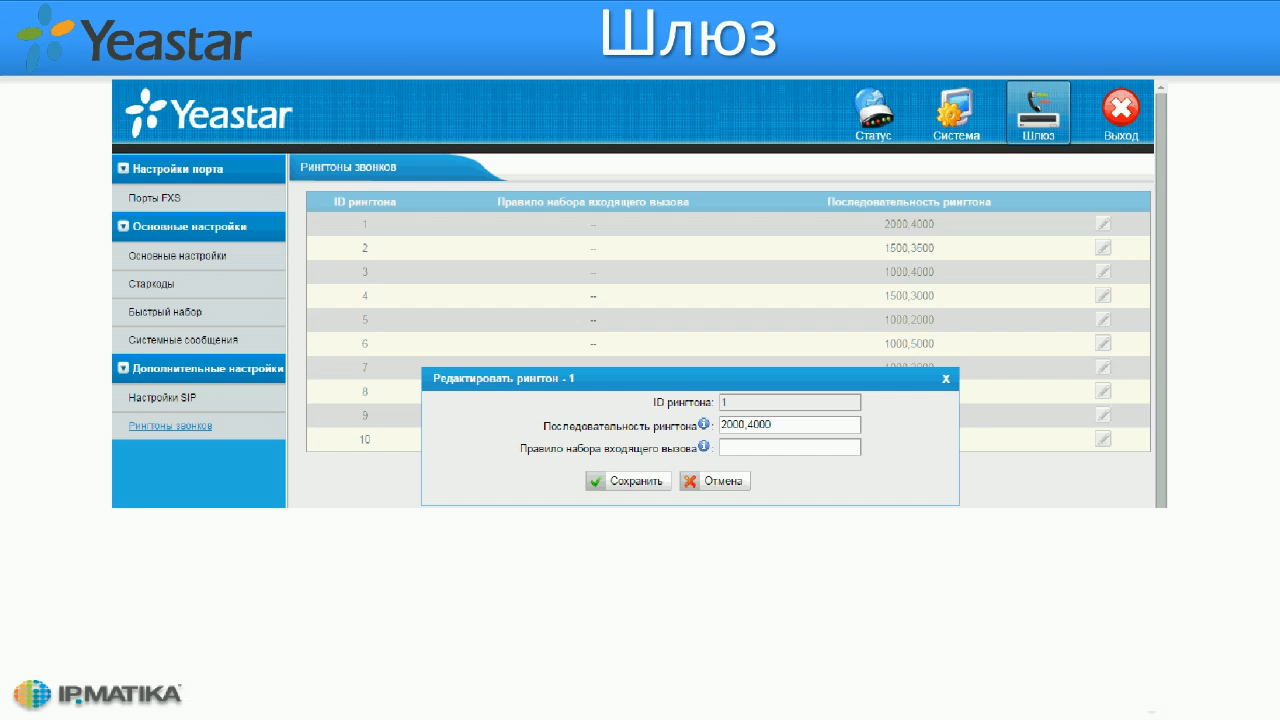 Yeastar
Шлюз
Yeastar
Статус
Система
Шлюз
Выход
Настройки порта
Порты FXS
Основные настройки
Основные настройки
Старкоды
Быстрый набор
Системные сообщения
Дополнительные настройки
Настройки SIP
Рингтоны звонков
Рингтоны звонков
ID рингтона Правило набора входящего вызова Последовательность рингтона
1 -- 2000,4000
2 -- 1500,3500
3 -- 1000,4000
4 -- 1500,3000
5 -- 1000,2000
6 -- 1000,5000
7
8
9
10
Редактировать рингтон - 1 X
ID рингтона: 1
Последовательность рингтона: 2000,4000
Правило набора входящего вызова:
Сохранить Отмена
IPMATIKA